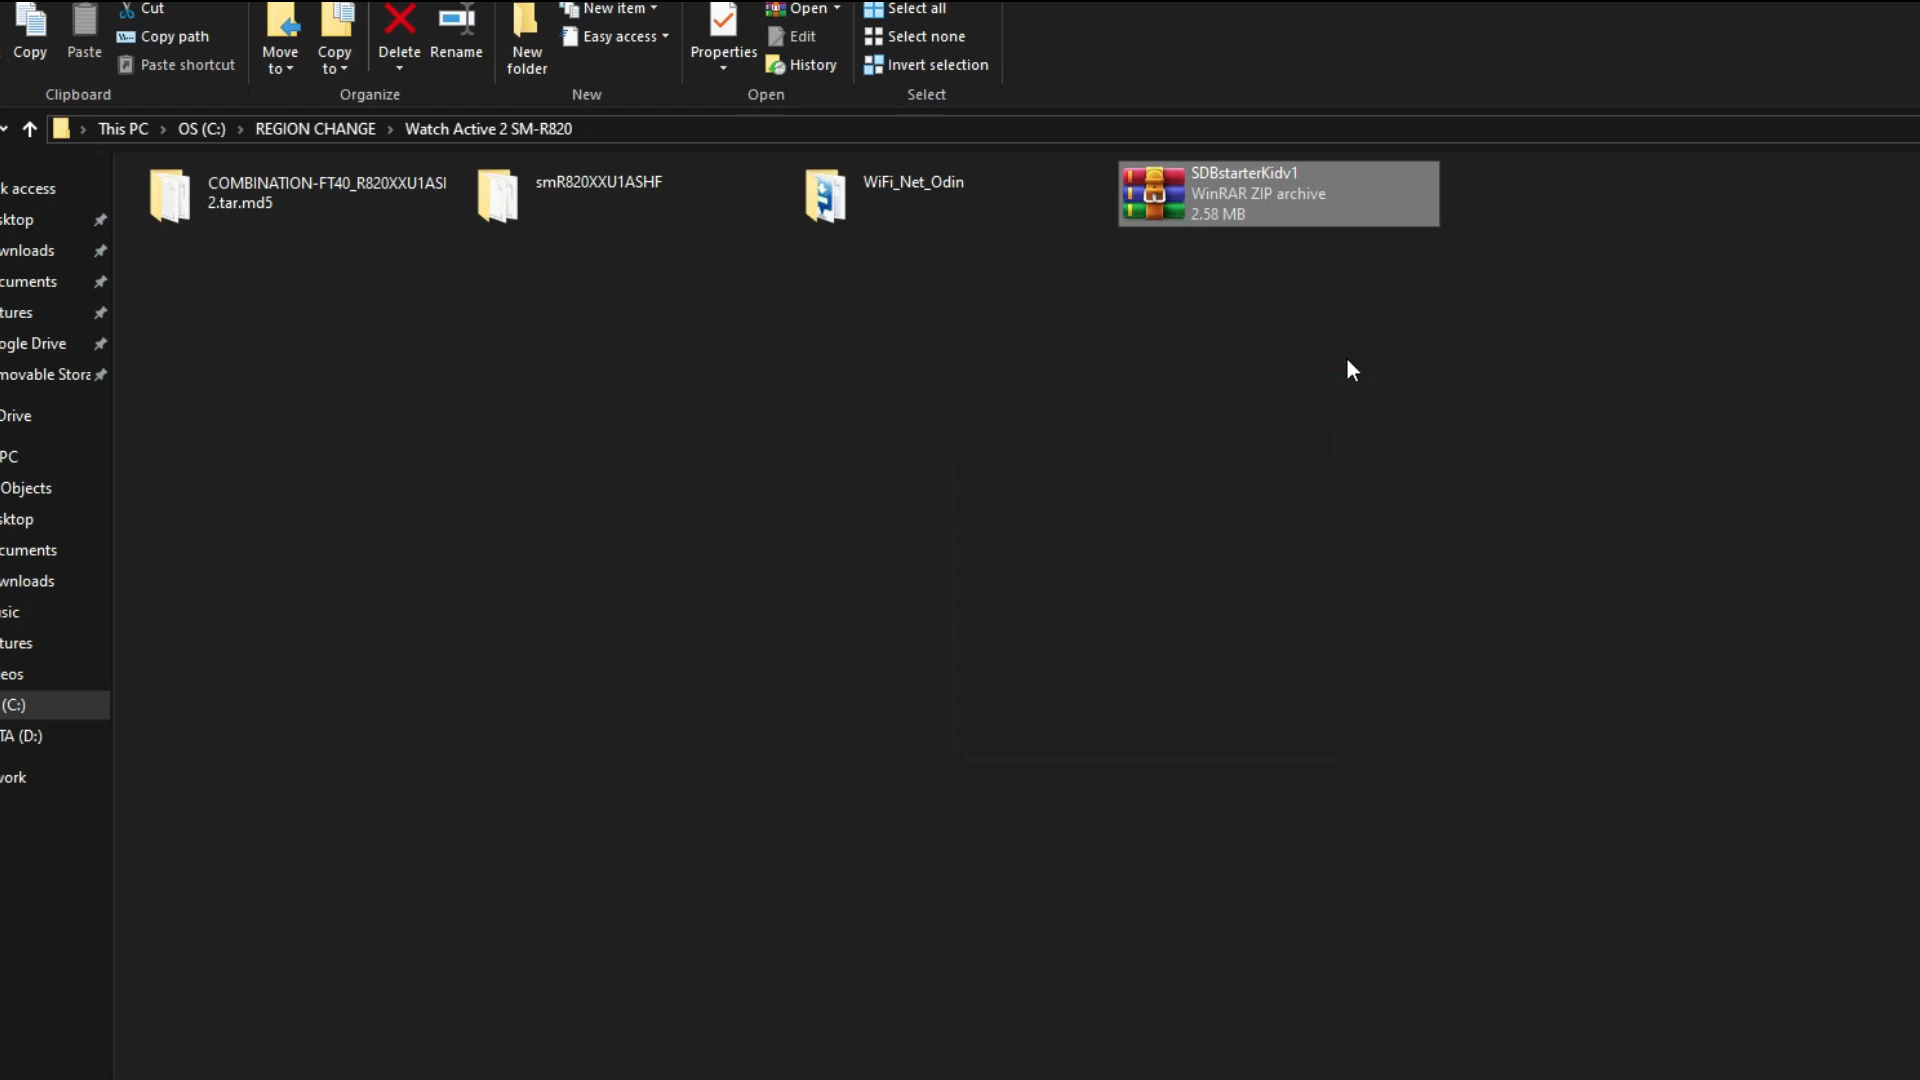 Cut
New item
Open
Select all
Copy path
Easy access
Edit
Select none
Copy
Paste
Move
to
Copy
to
Delete
Rename
New
folder
Properties
Paste shortcut
History
Invert selection
Clipboard
Organize
New
Open
Select
This PC > OS (C:) > REGION CHANGE > Watch Active 2 SM-R820
COMBINATION-FT40_R820XXU1ASI
2.tar.md5
smR820XXU1ASHF
WiFi_Net_Odin
SDBstarterKidv1
WinRAR ZIP archive
2.58 MB
k access
sktop
wnloads
cuments
tures
ogle Drive
movable Stora
Drive
PC
Objects
sktop
cuments
wnloads
sic
tures
eos
(C:)
TA (D:)
work